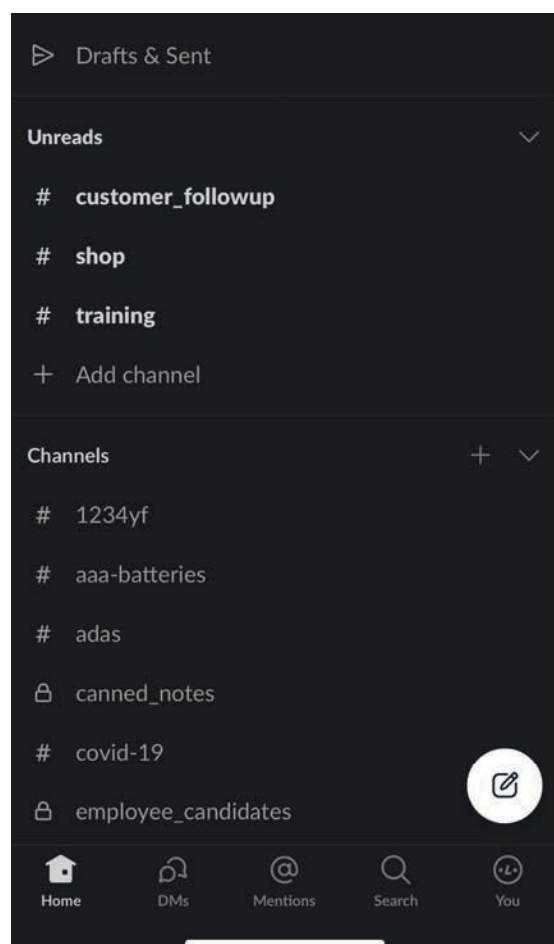 Drafts & Sent
Unreads
# customer_followup
# shop
# training
+ Add channel
Channels +
# 1234yf
# aaa-batteries
# adas
canned_notes
# covid-19
employee_candidates
Home DMs Mentions Search You